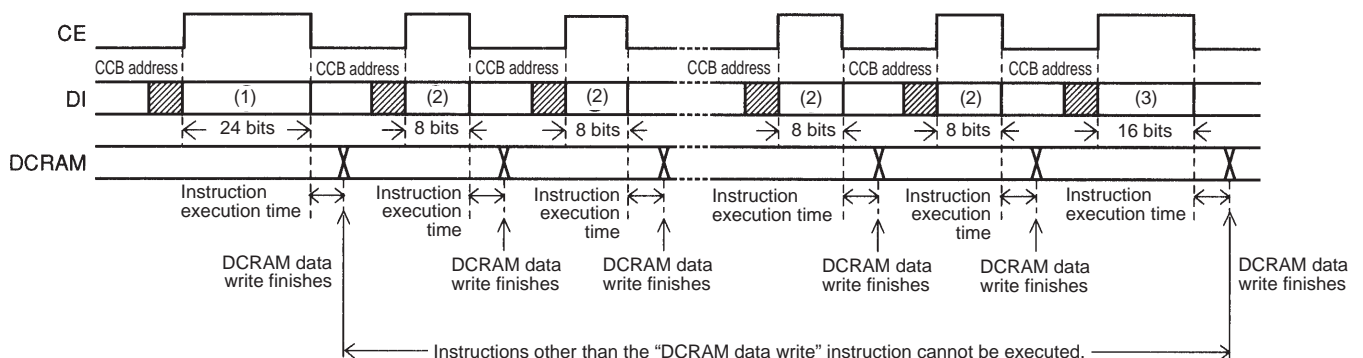 CE
CCB address CCB address CCB address CCB address CCB address CCB address
DI (1) (2) (2) (2) (2) (3)
24 bits 8 bits 8 bits 8 bits 8 bits 16 bits
DCRAM
Instruction execution time
Instruction execution time
Instruction execution time
Instruction execution time
Instruction execution time
Instruction execution time
DCRAM data write finishes
DCRAM data write finishes
DCRAM data write finishes
DCRAM data write finishes
DCRAM data write finishes
DCRAM data write finishes
Instructions other than the “DCRAM data write” instruction cannot be executed.